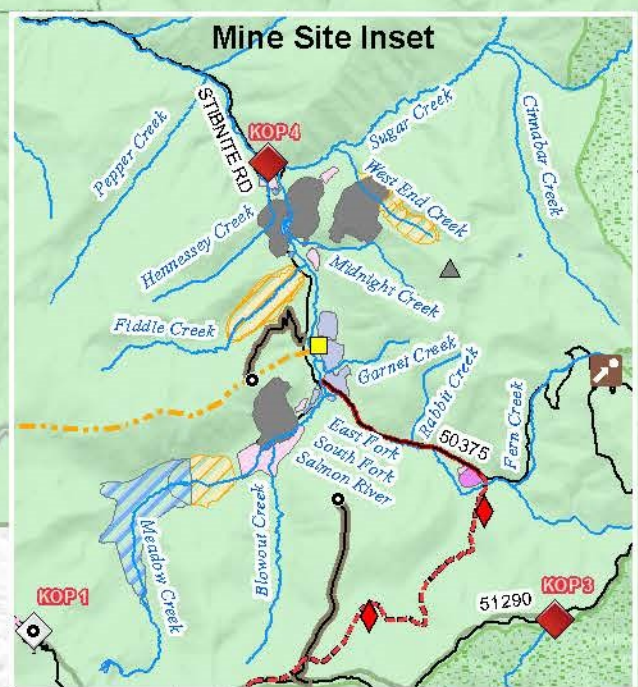 Mine Site Inset
STIBNITE RD
KOP 4
Sugar Creek
Cinnabar Creek
Pepper Creek
West End Creek
Hennessey Creek
Midnight Creek
Fiddle Creek
Garnet Creek
Rabbit Creek
Fern Creek
50375
East Fork
South Fork
Salmon River
Blowout Creek
Meadow Creek
KOP 1
51290
KOP 3